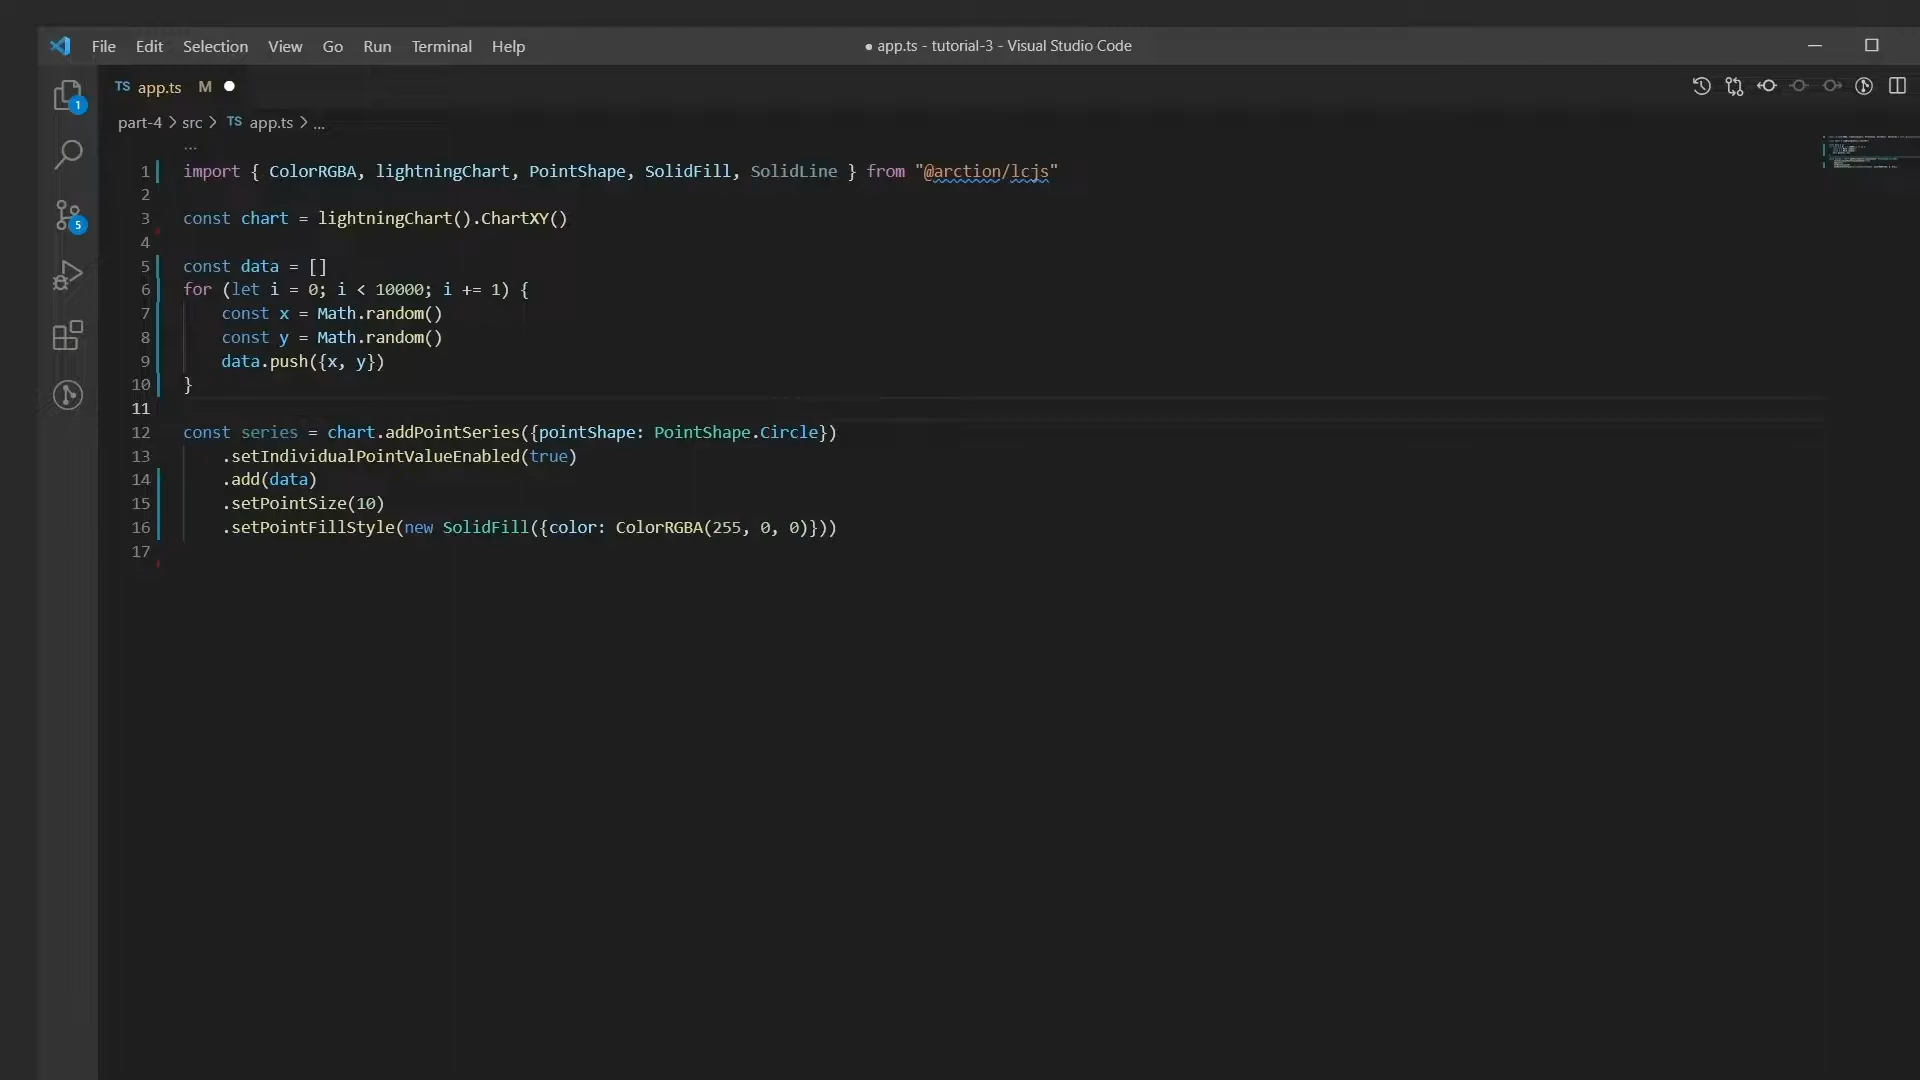 File Edit Selection View Go Run Terminal Help ● app.ts - tutorial-3 - Visual Studio Code
TS app.ts M
part-4 > src > TS app.ts > ...
...
1 import { ColorRGBA, lightningChart, PointShape, SolidFill, SolidLine } from "@arction/lcjs"
2
3 const chart = lightningChart().ChartXY()
4
5 const data = []
6 for (let i = 0; i < 10000; i += 1) {
7 const x = Math.random()
8 const y = Math.random()
9 data.push({x, y})
10 }
11
12 const series = chart.addPointSeries({pointShape: PointShape.Circle})
13 .setIndividualPointValueEnabled(true)
14 .add(data)
15 .setPointSize(10)
16 .setPointFillStyle(new SolidFill({color: ColorRGBA(255, 0, 0)}))
17
1
5